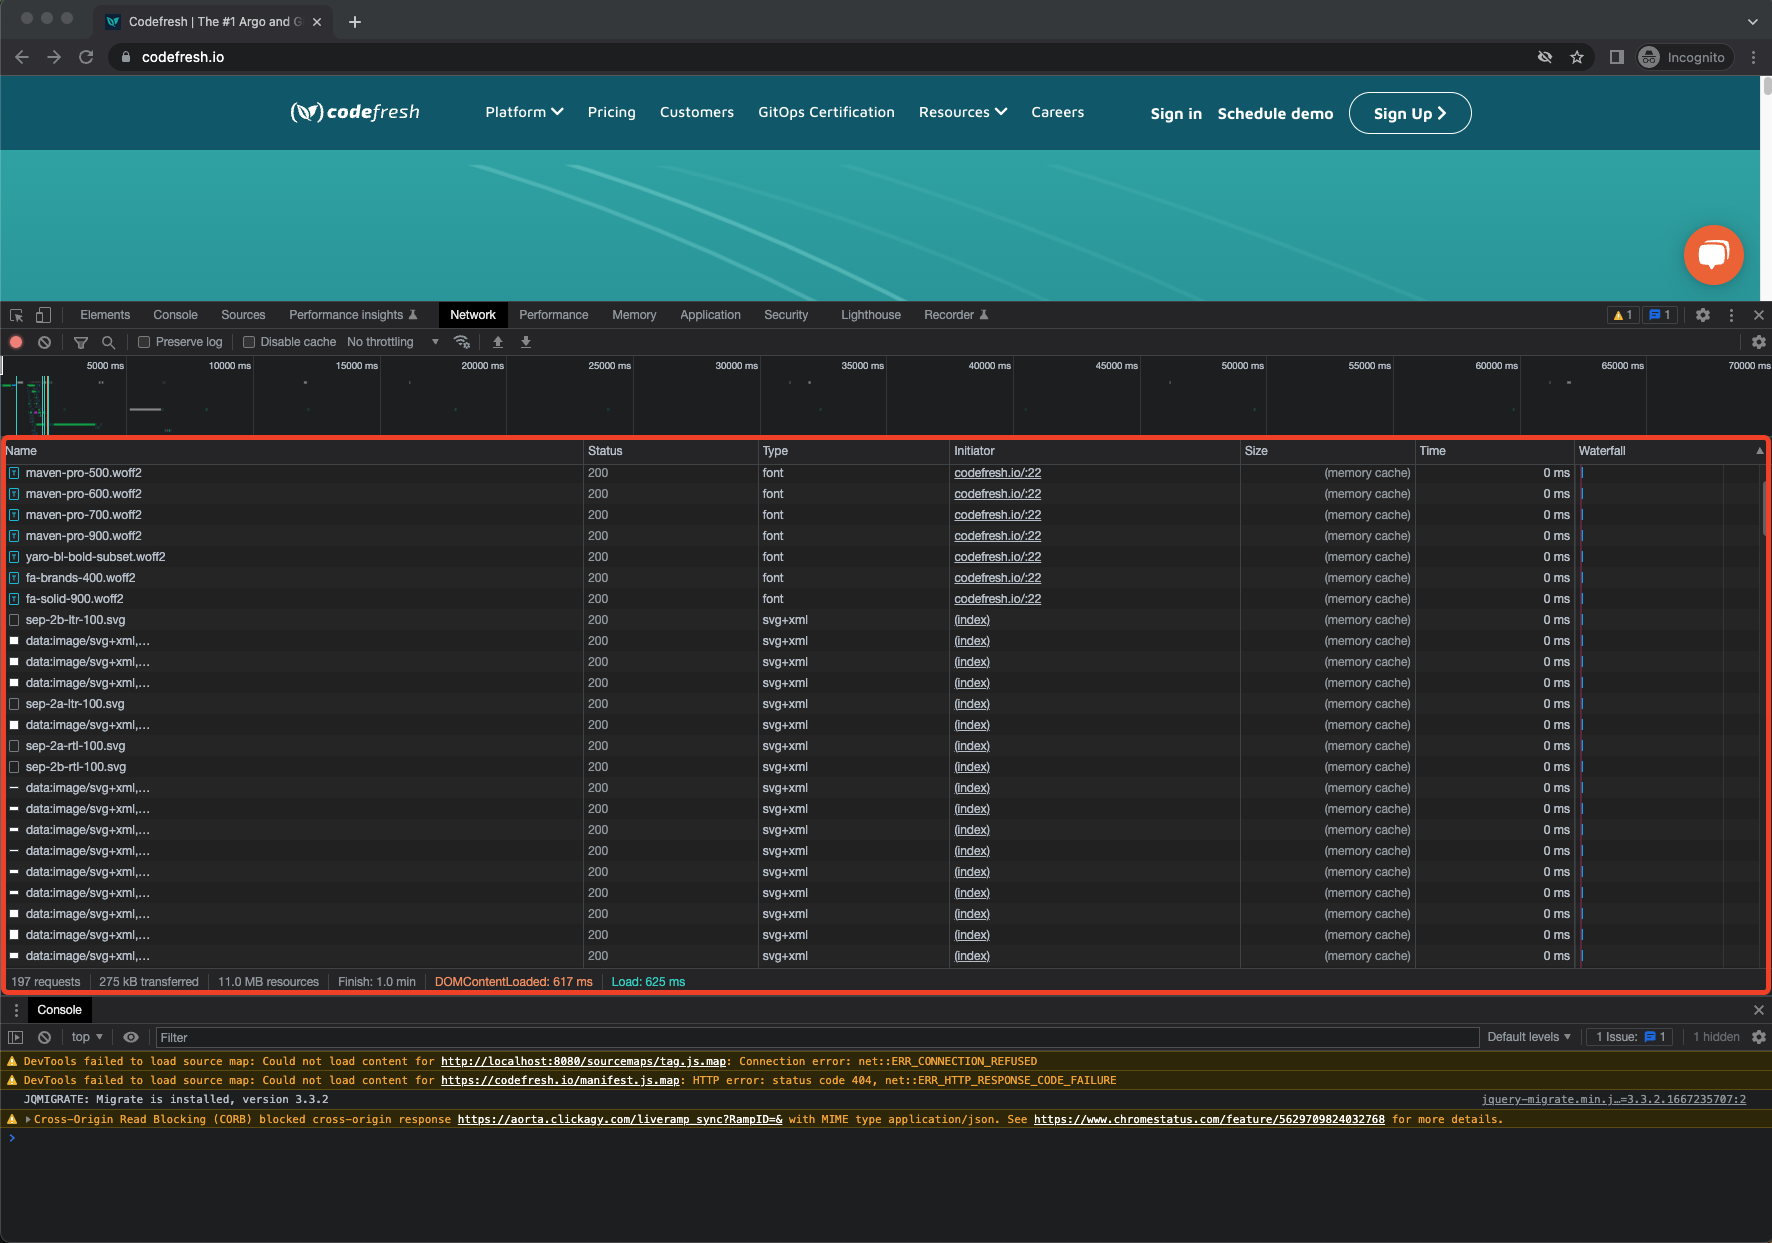 Codefresh | The #1 Argo and G
codefresh.io
Incognito
codefresh
Platform Pricing Customers GitOps Certification Resources Careers Sign in Schedule demo Sign Up
Elements Console Sources Performance insights Network Performance Memory Application Security Lighthouse Recorder 1 1
Preserve log Disable cache No throttling
5000 ms 10000 ms 15000 ms 20000 ms 25000 ms 30000 ms 35000 ms 40000 ms 45000 ms 50000 ms 55000 ms 60000 ms 65000 ms 70000 ms
Name Status Type Initiator Size Time Waterfall
maven-pro-500.woff2 200 font codefresh.io/:22 (memory cache) 0 ms
maven-pro-600.woff2 200 font codefresh.io/:22 (memory cache) 0 ms
maven-pro-700.woff2 200 font codefresh.io/:22 (memory cache) 0 ms
maven-pro-900.woff2 200 font codefresh.io/:22 (memory cache) 0 ms
yaro-bl-bold-subset.woff2 200 font codefresh.io/:22 (memory cache) 0 ms
fa-brands-400.woff2 200 font codefresh.io/:22 (memory cache) 0 ms
fa-solid-900.woff2 200 font codefresh.io/:22 (memory cache) 0 ms
sep-2b-ltr-100.svg 200 svg+xml (index) (memory cache) 0 ms
data:image/svg+xml,… 200 svg+xml (index) (memory cache) 0 ms
data:image/svg+xml,… 200 svg+xml (index) (memory cache) 0 ms
data:image/svg+xml,… 200 svg+xml (index) (memory cache) 0 ms
sep-2a-ltr-100.svg 200 svg+xml (index) (memory cache) 0 ms
data:image/svg+xml,… 200 svg+xml (index) (memory cache) 0 ms
sep-2a-rtl-100.svg 200 svg+xml (index) (memory cache) 0 ms
sep-2b-rtl-100.svg 200 svg+xml (index) (memory cache) 0 ms
data:image/svg+xml,… 200 svg+xml (index) (memory cache) 0 ms
data:image/svg+xml,… 200 svg+xml (index) (memory cache) 0 ms
data:image/svg+xml,… 200 svg+xml (index) (memory cache) 0 ms
data:image/svg+xml,… 200 svg+xml (index) (memory cache) 0 ms
data:image/svg+xml,… 200 svg+xml (index) (memory cache) 0 ms
data:image/svg+xml,… 200 svg+xml (index) (memory cache) 0 ms
data:image/svg+xml,… 200 svg+xml (index) (memory cache) 0 ms
data:image/svg+xml,… 200 svg+xml (index) (memory cache) 0 ms
data:image/svg+xml,… 200 svg+xml (index) (memory cache) 0 ms
197 requests 275 kB transferred 11.0 MB resources Finish: 1.0 min DOMContentLoaded: 617 ms Load: 625 ms
Console
top Filter Default levels 1 Issue: 1 1 hidden
DevTools failed to load source map: Could not load content for http://localhost:8080/sourcemaps/tag.js.map: Connection error: net::ERR_CONNECTION_REFUSED
DevTools failed to load source map: Could not load content for https://codefresh.io/manifest.js.map: HTTP error: status code 404, net::ERR_HTTP_RESPONSE_CODE_FAILURE
JQMIGRATE: Migrate is installed, version 3.3.2 jquery-migrate.min.j…=3.3.2.1667235707:2
Cross-Origin Read Blocking (CORB) blocked cross-origin response https://aorta.clickagy.com/liveramp_sync?RampID=& with MIME type application/json. See https://www.chromestatus.com/feature/5629709824032768 for more details.